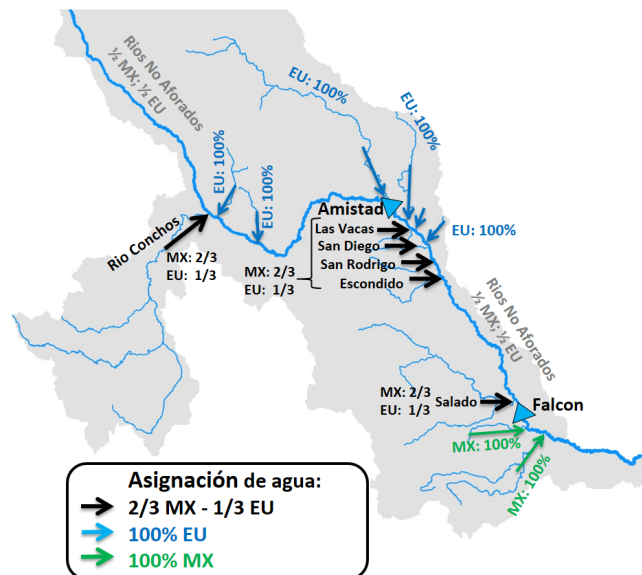 Rios No Aforados
½ MX; ½ EU
EU: 100%
EU: 100%
EU: 100%
EU: 100%
Amistad
Las Vacas
San Diego
San Rodrigo
Escondido
EU: 100%
Rio Conchos
MX: 2/3
EU: 1/3
MX: 2/3
EU: 1/3
Rios No Aforados
½ MX; ½ EU
MX: 2/3
EU: 1/3
Salado
Falcon
MX: 100%
MX: 100%
Asignación de agua:
2/3 MX - 1/3 EU
100% EU
100% MX